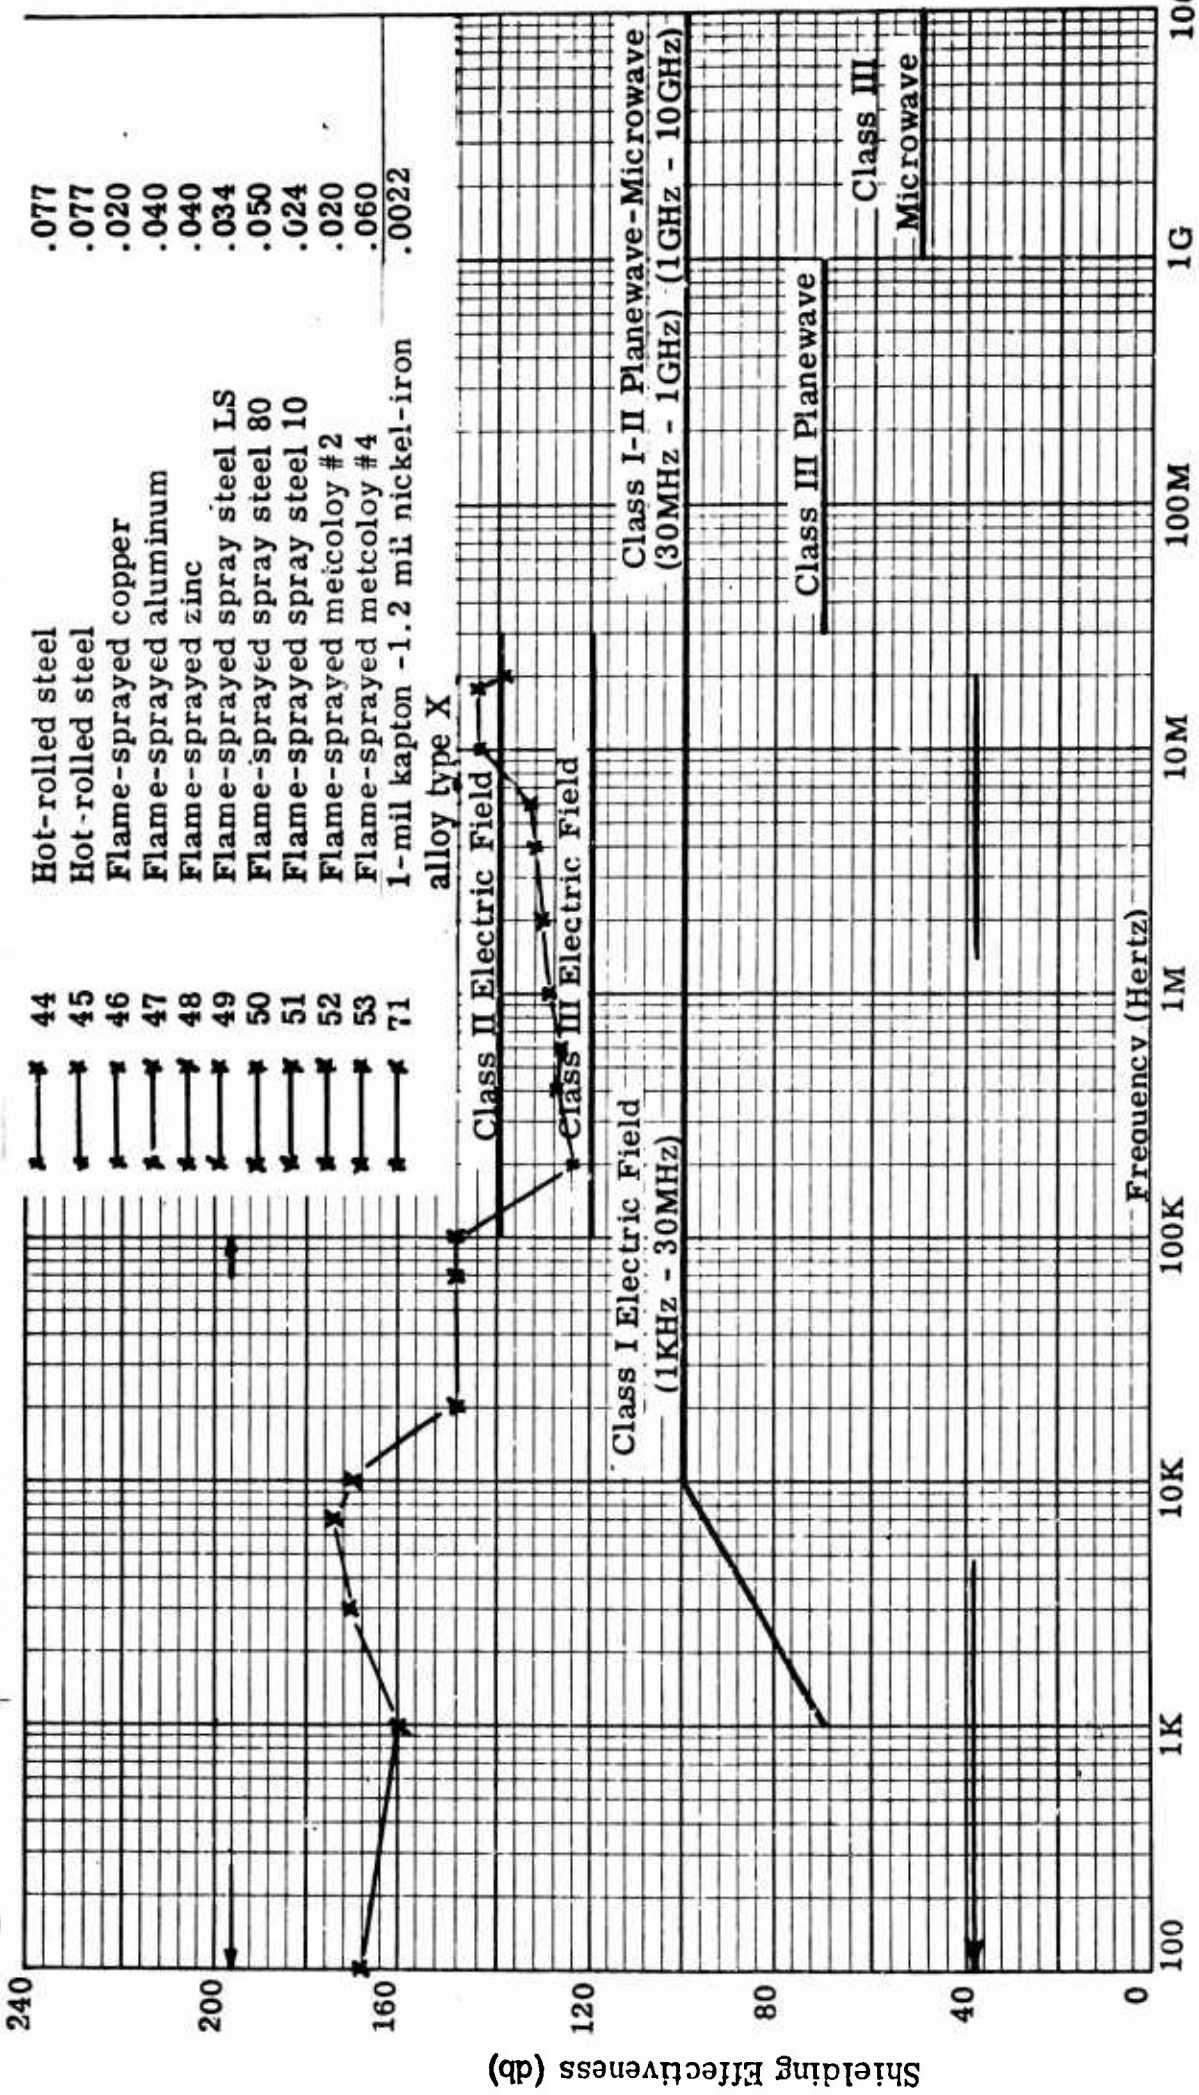 44 Hot-rolled steel .077
45 Hot-rolled steel .077
46 Flame-sprayed copper .020
47 Flame-sprayed aluminum .040
48 Flame-sprayed zinc .040
49 Flame-sprayed spray steel LS .034
50 Flame-sprayed spray steel 80 .050
51 Flame-sprayed spray steel 10 .024
52 Flame-sprayed metcoloy #2 .020
53 Flame-sprayed metcoloy #4 .060
71 1-mil kapton -1.2 mil nickel-iron .0022
alloy type X
Class II Electric Field
Class III Electric Field
Class I Electric Field
(1KHz - 30MHz)
Class I-II Planewave-Microwave
(30MHz - 1GHz) (1GHz - 10GHz)
Class III Planewave
Class III
Microwave
Shielding Effectiveness (db)
240
200
160
120
80
40
0
Frequency (Hertz)
100
1K
10K
100K
1M
10M
100M
1G